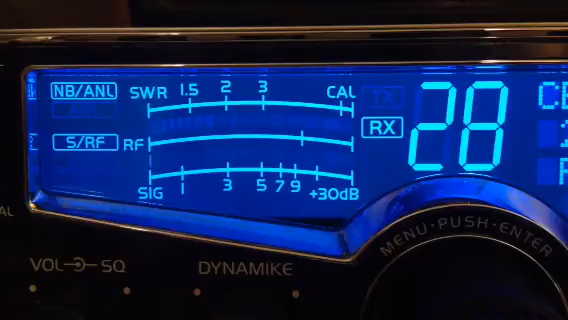 NB/ANL SWR 1.5 2 3 CAL
TX
S/RF RF RX 28
SIG 1 3 5 7 9 +30dB
MENU·PUSH·ENTER
VOL SQ DYNAMIKE